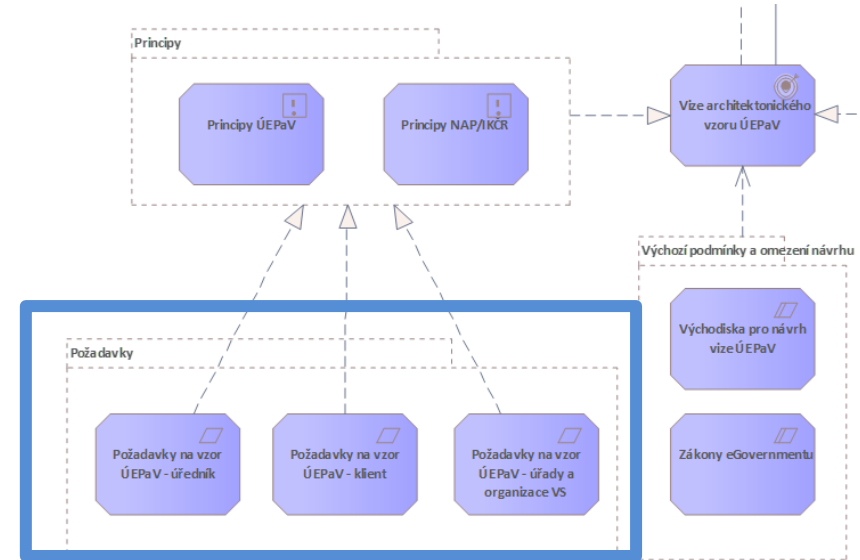 Principy
Principy ÚEPaV
Principy NAP/IKČR
Vize architektonického
vzoru ÚEPaV
Výchozí podmínky a omezení návrhu
Východiska pro návrh
vize ÚEPaV
Zákony eGovernmentu
Požadavky
Požadavky na vzor
ÚEPaV - úředník
Požadavky na vzor
ÚEPaV - klient
Požadavky na vzor
ÚEPaV - úřady a
organizace VS